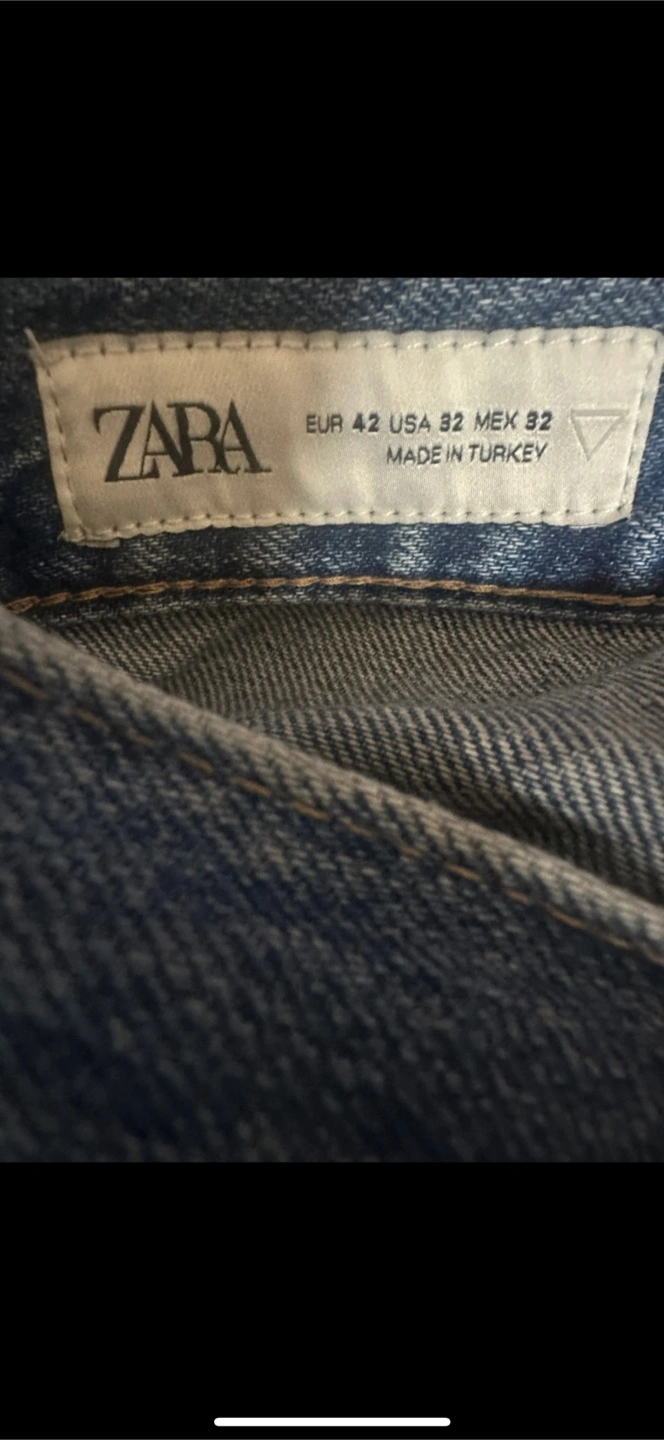 ZARA
EUR 42 USA 32 MEX 32
MADE IN TURKEY